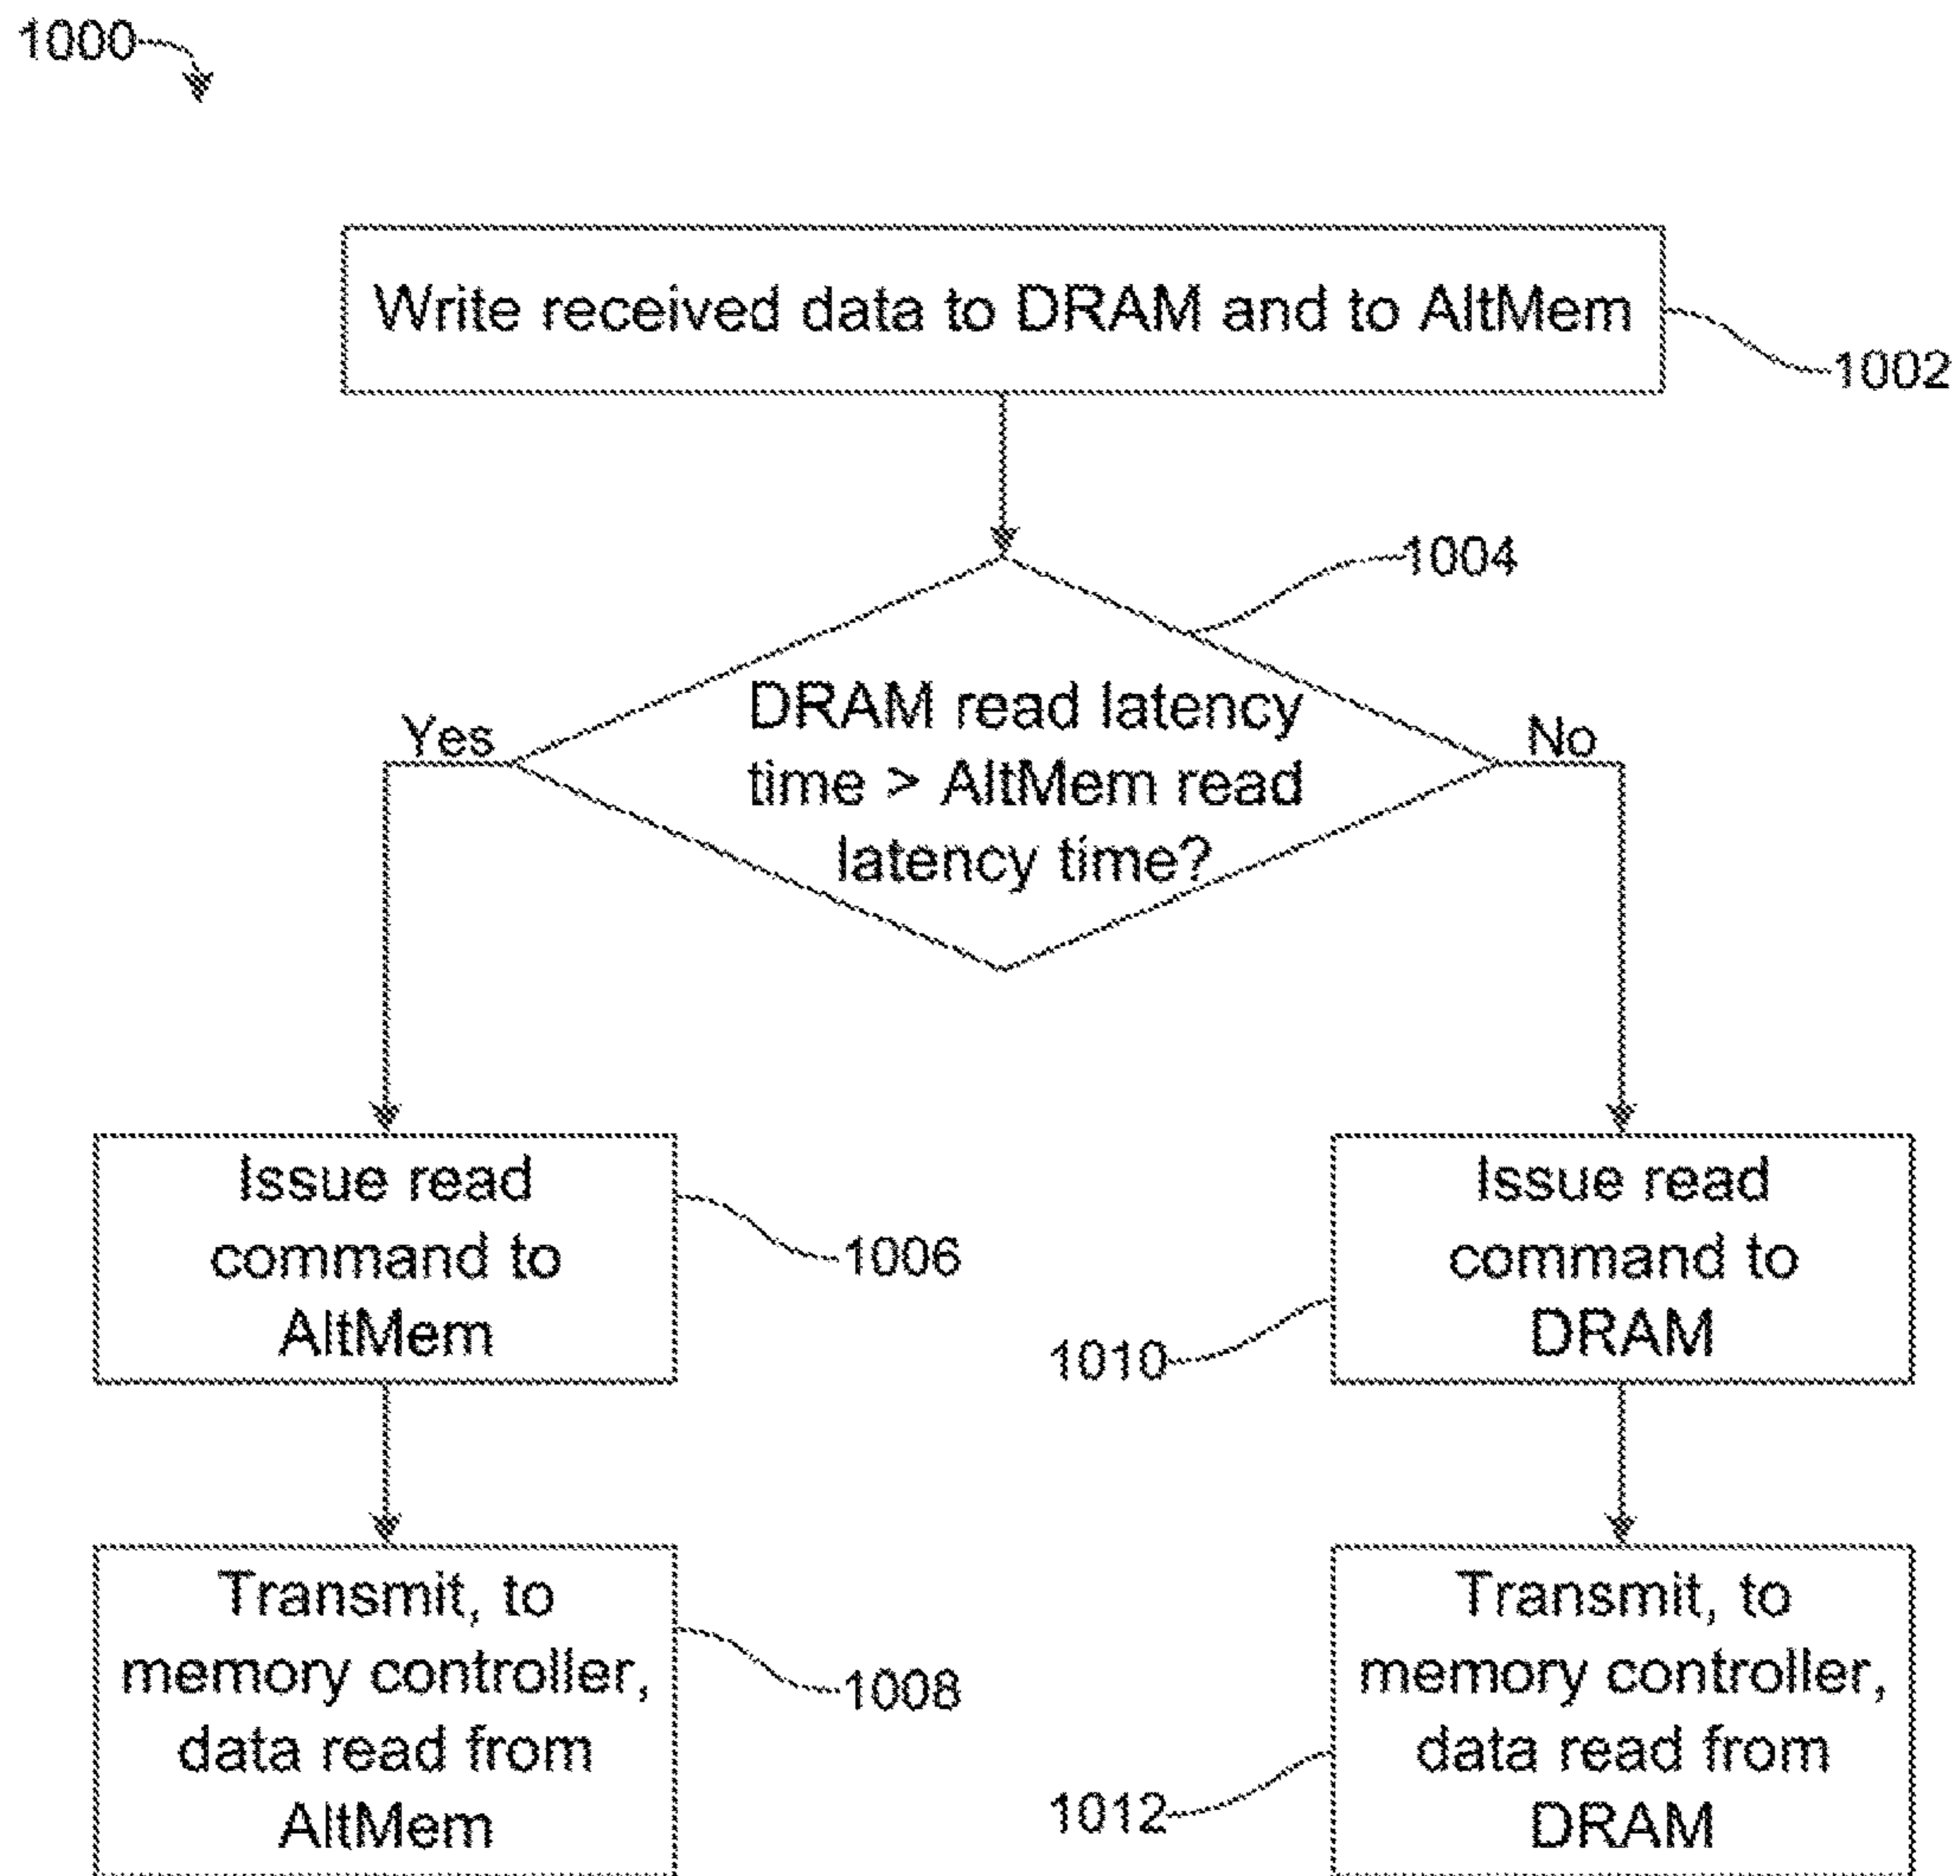 1000
Write received data to DRAM and to AltMem
1002
1004
DRAM read latency
time > AltMem read
latency time?
Yes
No
Issue read
command to
AltMem
1006
Issue read
command to
DRAM
1010
Transmit, to
memory controller,
data read from
AltMem
1008
Transmit, to
memory controller,
data read from
DRAM
1012